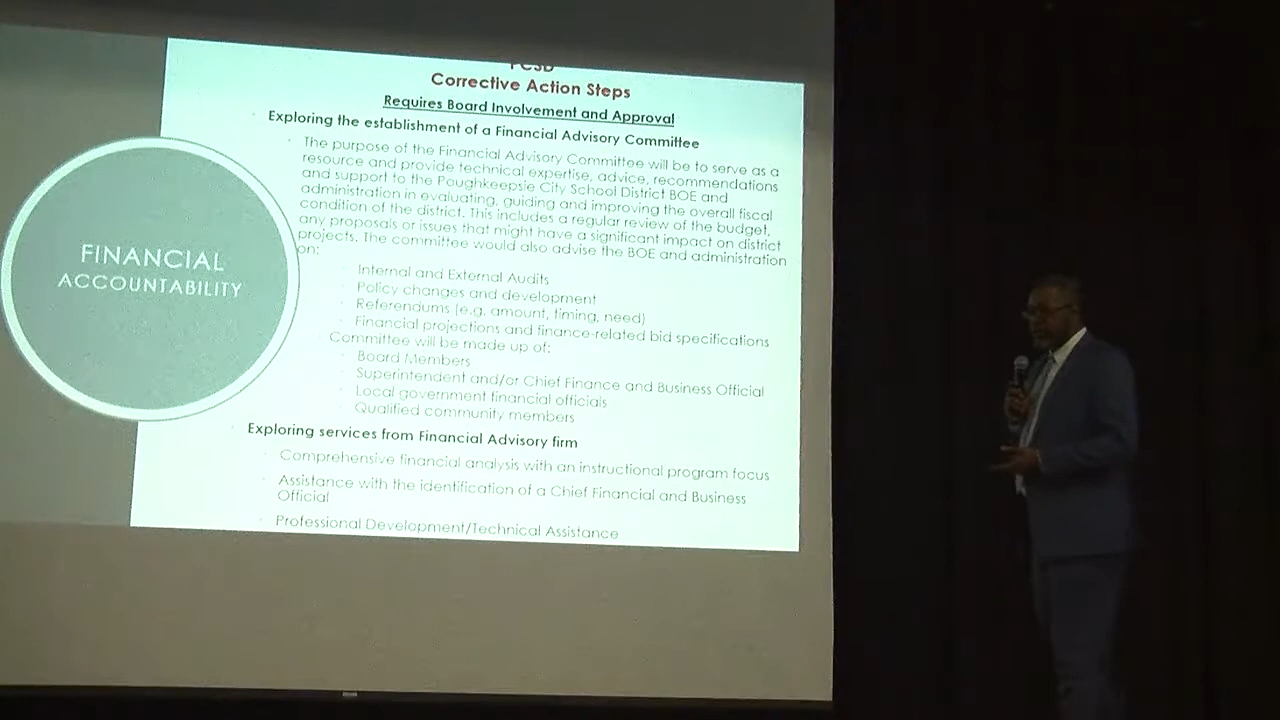 PCSD
Corrective Action Steps
Requires Board Involvement and Approval
Exploring the establishment of a Financial Advisory Committee
The purpose of the Financial Advisory Committee will be to serve as a
resource and provide technical expertise, advice, recommendations
and support to the Poughkeepsie City School District BOE and
administration in evaluating, guiding and improving the overall fiscal
condition of the district. This includes a regular review of the budget,
any proposals or issues that might have a significant impact on district
projects. The committee would also advise the BOE and administration
on:
Internal and External Audits
Policy changes and development
Referendums (e.g. amount, timing, need)
Financial projections and finance-related bid specifications
Committee will be made up of:
Board Members
Superintendent and/or Chief Finance and Business Official
Local government financial officials
Qualified community members
Exploring services from Financial Advisory firm
Comprehensive financial analysis with an instructional program focus
Assistance with the identification of a Chief Financial and Business
Official
Professional Development/Technical Assistance
FINANCIAL
ACCOUNTABILITY